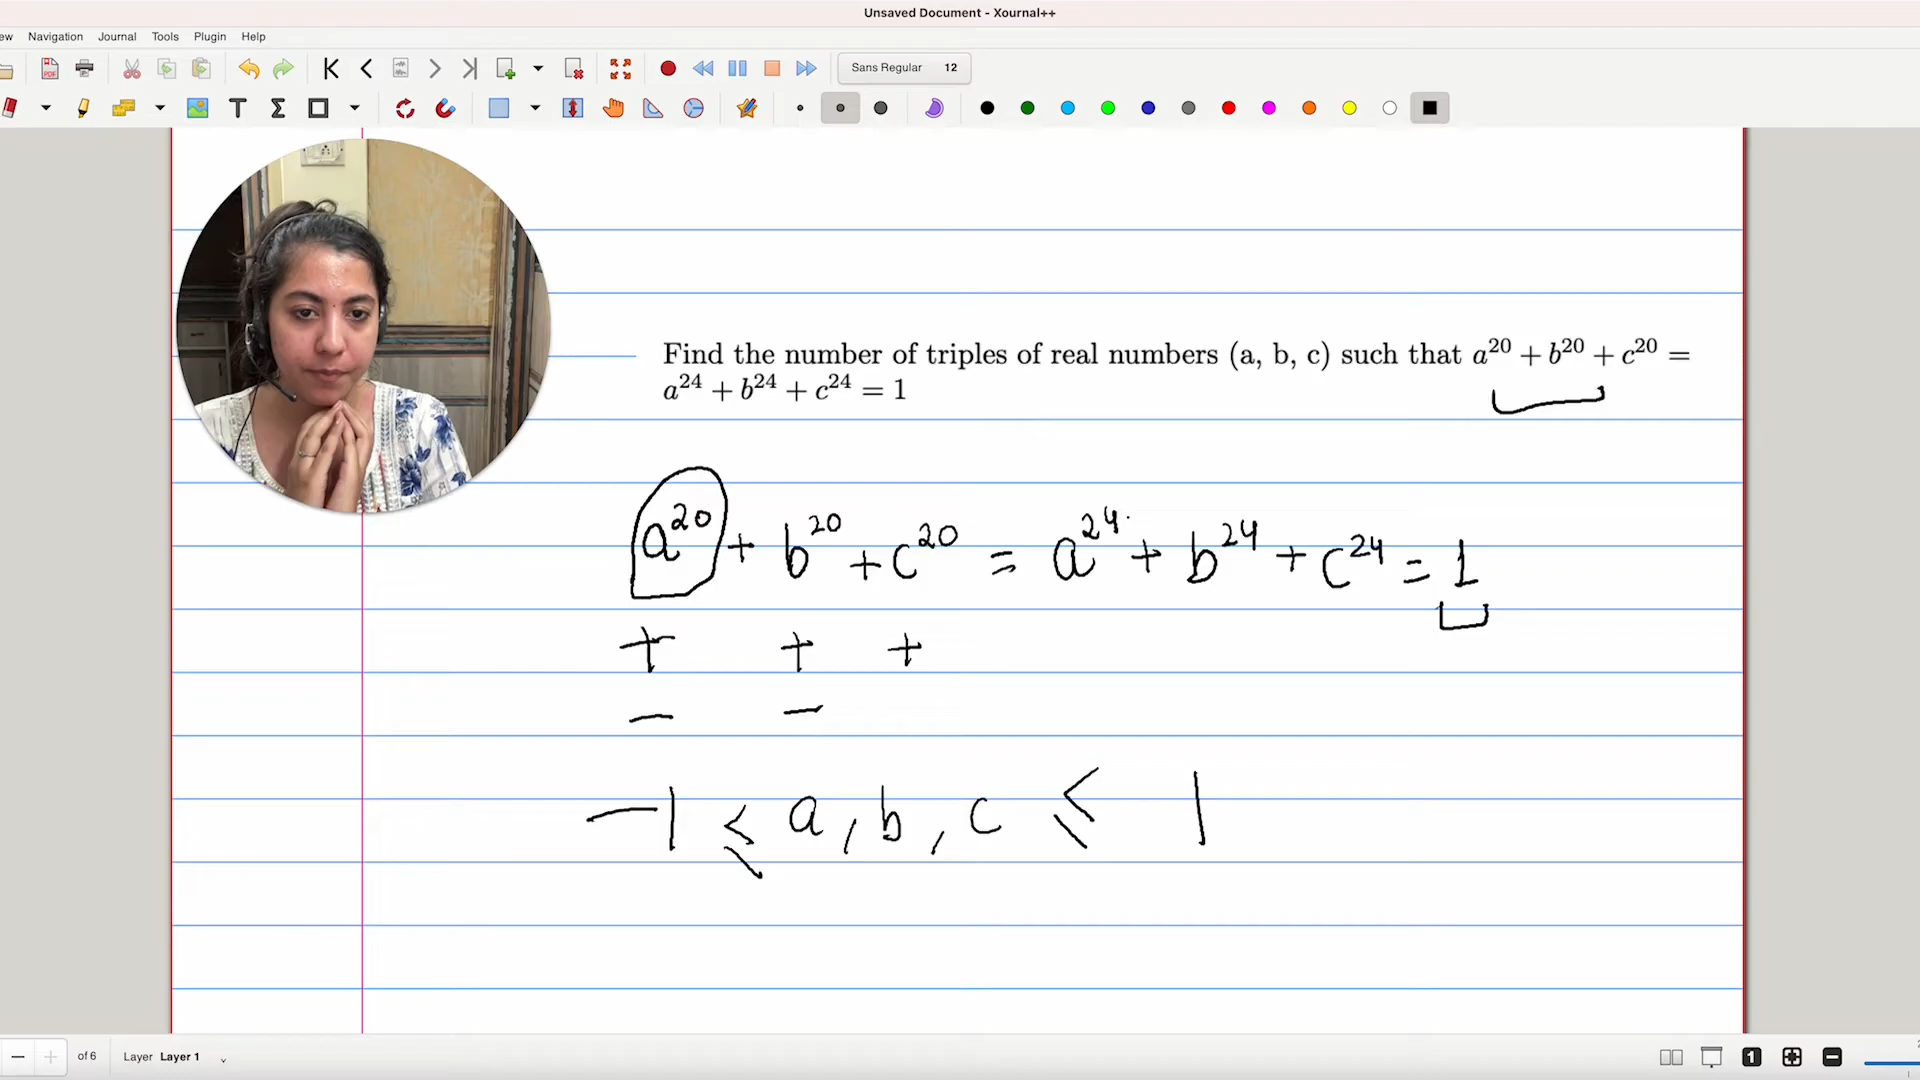 Unsaved Document - Xournal++
ew Navigation Journal Tools Plugin Help
Sans Regular 12
Find the number of triples of real numbers (a, b, c) such that a²⁰ + b²⁰ + c²⁰ =
a²⁴ + b²⁴ + c²⁴ = 1
a²⁰ + b²⁰ + c²⁰ = a²⁴ + b²⁴ + c²⁴ = 1
+ + +
− −
−1 ≤ a, b, c ≤ 1
of 6 Layer Layer 1